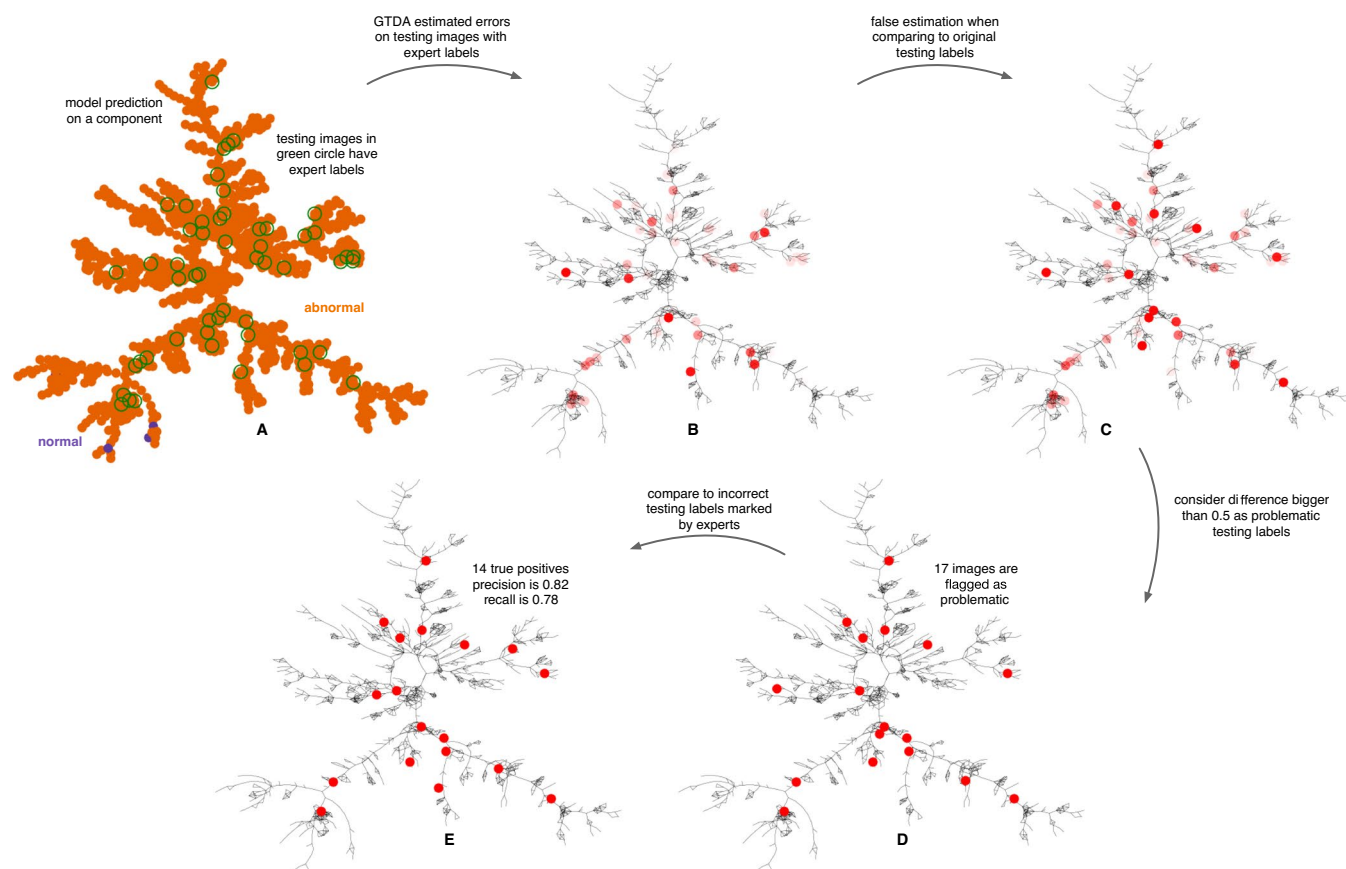 GTDA estimated errors
on testing images with
expert labels
false estimation when
comparing to original
testing labels
model prediction
on a component
testing images in
green circle have
expert labels
abnormal
normal
A
B
C
compare to incorrect
testing labels marked
by experts
consider difference bigger
than 0.5 as problematic
testing labels
14 true positives
precision is 0.82
recall is 0.78
17 images are
flagged as
problematic
E
D